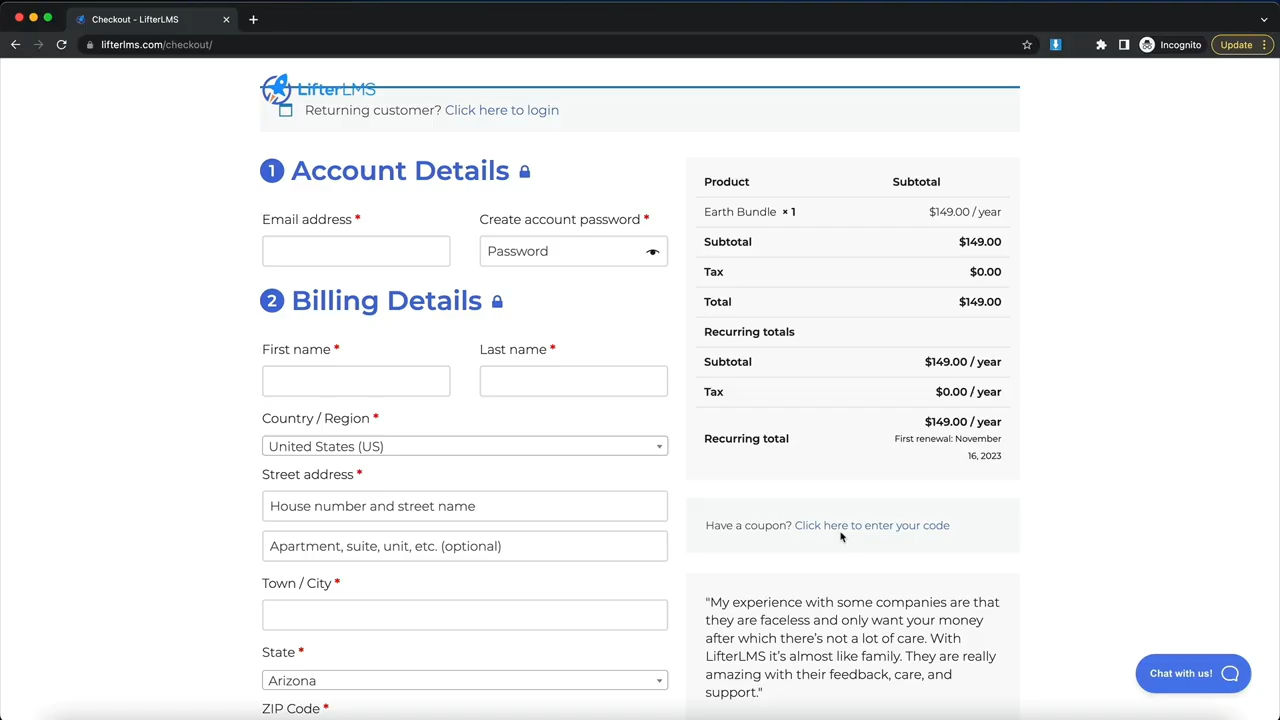 Checkout - LifterLMS
lifterlms.com/checkout/
Incognito
Update
LifterLMS
Returning customer? Click here to login
1 Account Details
Email address *
Create account password *
Password
2 Billing Details
First name *
Last name *
Country / Region *
United States (US)
Street address *
House number and street name
Apartment, suite, unit, etc. (optional)
Town / City *
State *
Arizona
ZIP Code *
Product Subtotal
Earth Bundle × 1 $149.00 / year
Subtotal $149.00
Tax $0.00
Total $149.00
Recurring totals
Subtotal $149.00 / year
Tax $0.00 / year
Recurring total $149.00 / year
First renewal: November
16, 2023
Have a coupon? Click here to enter your code
"My experience with some companies are that
they are faceless and only want your money
after which there's not a lot of care. With
LifterLMS it's almost like family. They are really
amazing with their feedback, care, and
support."
Chat with us!